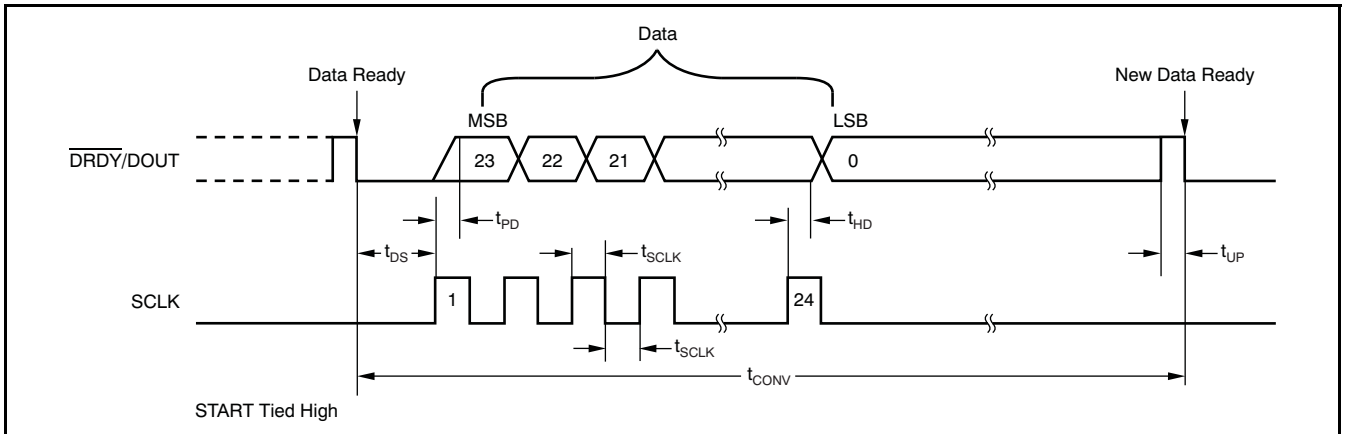 Data
Data Ready
New Data Ready
MSB
LSB
DRDY/DOUT
23
22
21
0
tPD
tHD
tDS
tSCLK
tUP
SCLK
1
24
tSCLK
tCONV
START Tied High